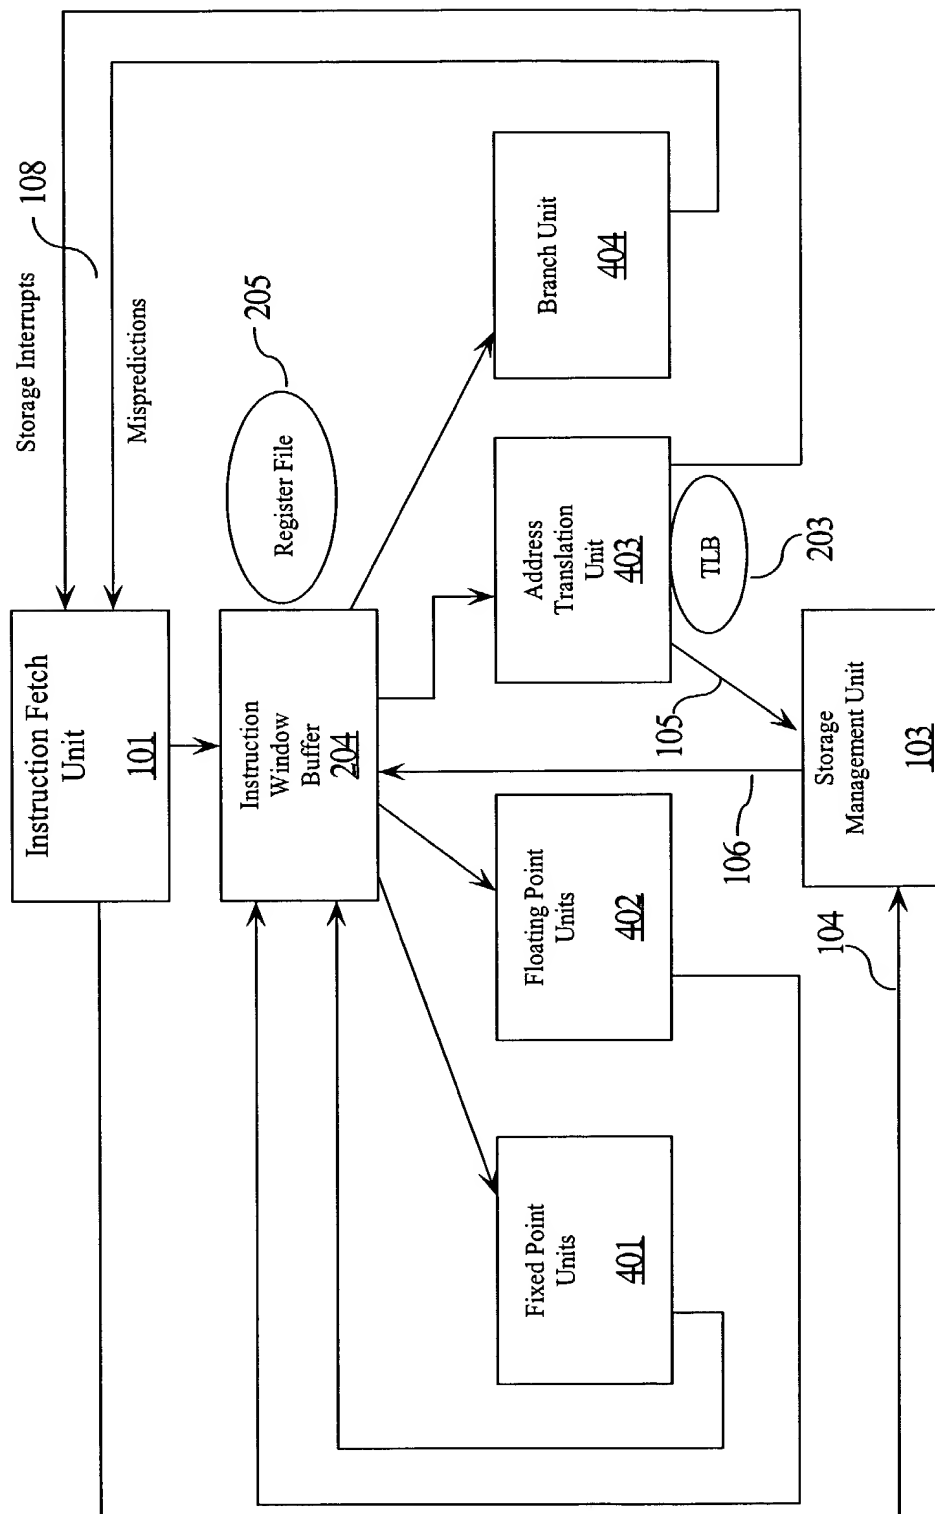 Storage Interrupts
108
Mispredictions
Instruction Fetch
Unit
101
Instruction
Window
Buffer
204
Register File
205
Fixed Point
Units
401
Floating Point
Units
402
Address
Translation
Unit
403
Branch Unit
404
TLB
203
105
106
104
Storage
Management Unit
103